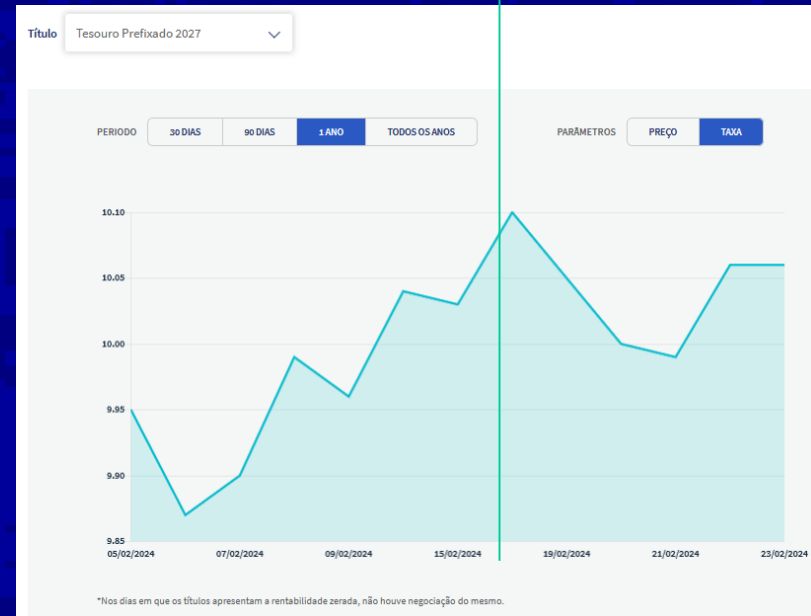 Título Tesouro Prefixado 2027
PERIODO 30 DIAS 90 DIAS 1 ANO TODOS OS ANOS PARÂMETROS PREÇO TAXA
10.10
10.05
10.00
9.95
9.90
9.85
05/02/2024 07/02/2024 09/02/2024 15/02/2024 19/02/2024 21/02/2024 23/02/2024
*Nos dias em que os títulos apresentam a rentabilidade zerada, não houve negociação do mesmo.